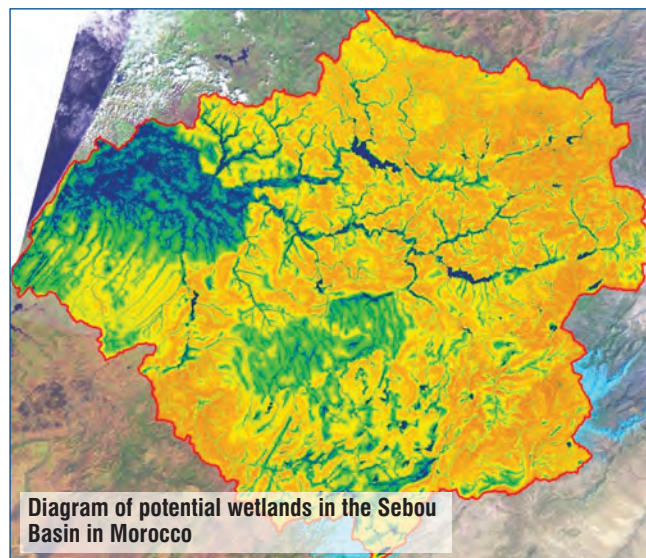 Diagram of potential wetlands in the Sebou
Basin in Morocco